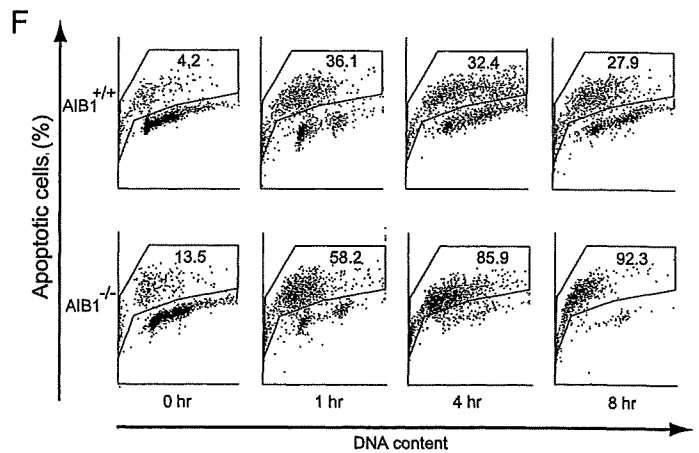 F
Apoptotic cells, (%)
AIB1+/+
4,2
36.1
32.4
27.9
AIB1-/-
13.5
58.2
85.9
92.3
0 hr
1 hr
4 hr
8 hr
DNA content